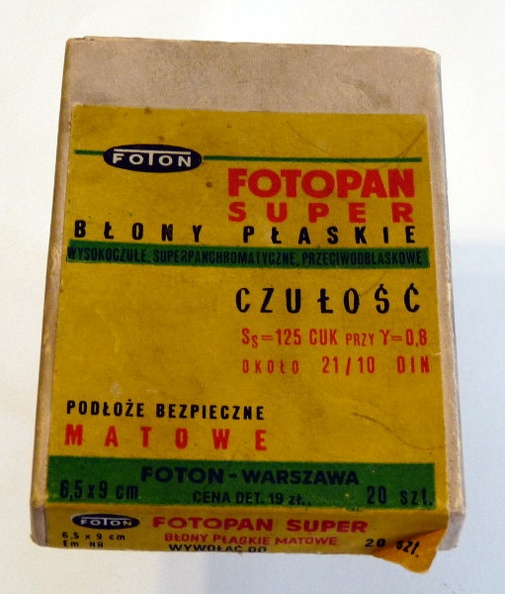 FOTON
FOTOPAN
SUPER
BŁONY PŁASKIE
WYSOKOCZUŁE, SUPERPANCHROMATYCZNE, PRZECIWODBLASKOWE
CZUŁOŚĆ
Ss=125 CUK PRZY γ=0,8
OKOŁO 21/10 DIN
PODŁOŻE BEZPIECZNE
MATOWE
FOTON-WARSZAWA
6,5x9 cm CENA DET. 19 zł., 20 szt.
FOTON FOTOPAN SUPER
6,5 x 9 cm BŁONY PŁASKIE MATOWE 20 szt.
Em. NR WYWOŁAĆ DO